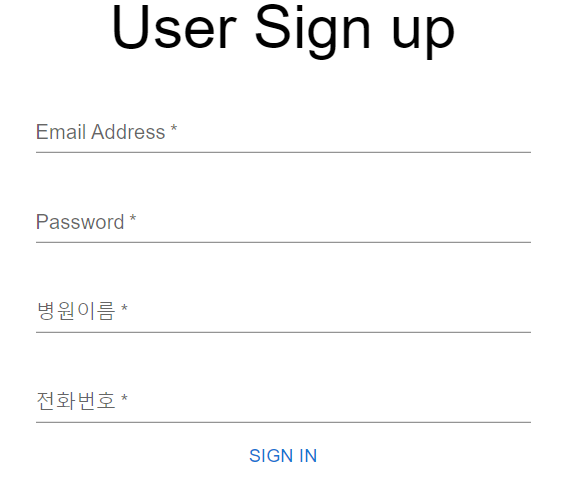 User Sign up
Email Address *
Password *
병원이름 *
전화번호 *
SIGN IN